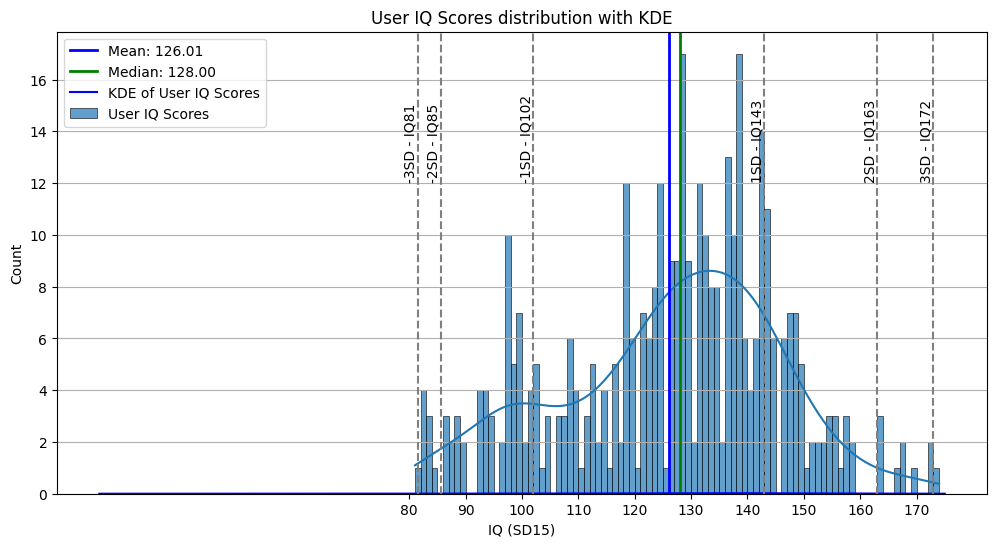 User IQ Scores distribution with KDE
Mean: 126.01
Median: 128.00
KDE of User IQ Scores
User IQ Scores
-3SD - IQ81
-2SD - IQ85
-1SD - IQ102
1SD - IQ143
2SD - IQ163
3SD - IQ172
Count
16
14
12
10
8
6
4
2
0
80 90 100 110 120 130 140 150 160 170
IQ (SD15)